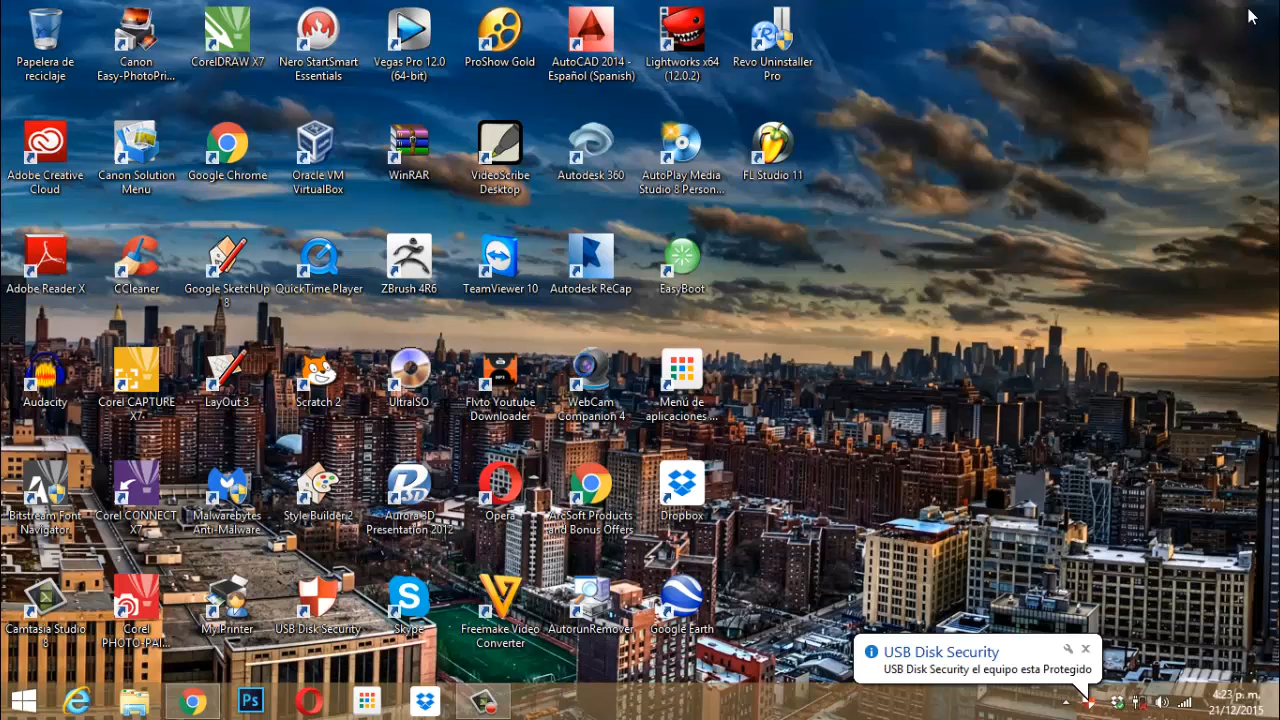 Papelera de
reciclaje
Canon
Easy-PhotoPri...
CorelDRAW X7
Nero StartSmart
Essentials
Vegas Pro 12.0
(64-bit)
ProShow Gold
AutoCAD 2014 -
Español (Spanish)
Lightworks x64
(12.0.2)
Revo Uninstaller
Pro
Adobe Creative
Cloud
Canon Solution
Menu
Google Chrome
Oracle VM
VirtualBox
WinRAR
VideoScribe
Desktop
Autodesk 360
AutoPlay Media
Studio 8 Person...
FL Studio 11
Adobe Reader X
CCleaner
Google SketchUp
8
QuickTime Player
ZBrush 4R6
TeamViewer 10
Autodesk ReCap
EasyBoot
Audacity
Corel CAPTURE
X7
LayOut 3
Scratch 2
UltraISO
Flvto Youtube
Downloader
WebCam
Companion 4
Menú de
aplicaciones ...
Bitstream Font
Navigator
Corel CONNECT
X7
Malwarebytes
Anti-Malware
Style Builder 2
Aurora 3D
Presentation 2012
Opera
ArcSoft Products
and Bonus Offers
Dropbox
Camtasia Studio
8
Corel
PHOTO-PAI...
My Printer
USB Disk Security
Skype
Freemake Video
Converter
AutorunRemover
Google Earth
USB Disk Security
USB Disk Security el equipo esta Protegido
Ps
4:23 p. m.
21/12/2015